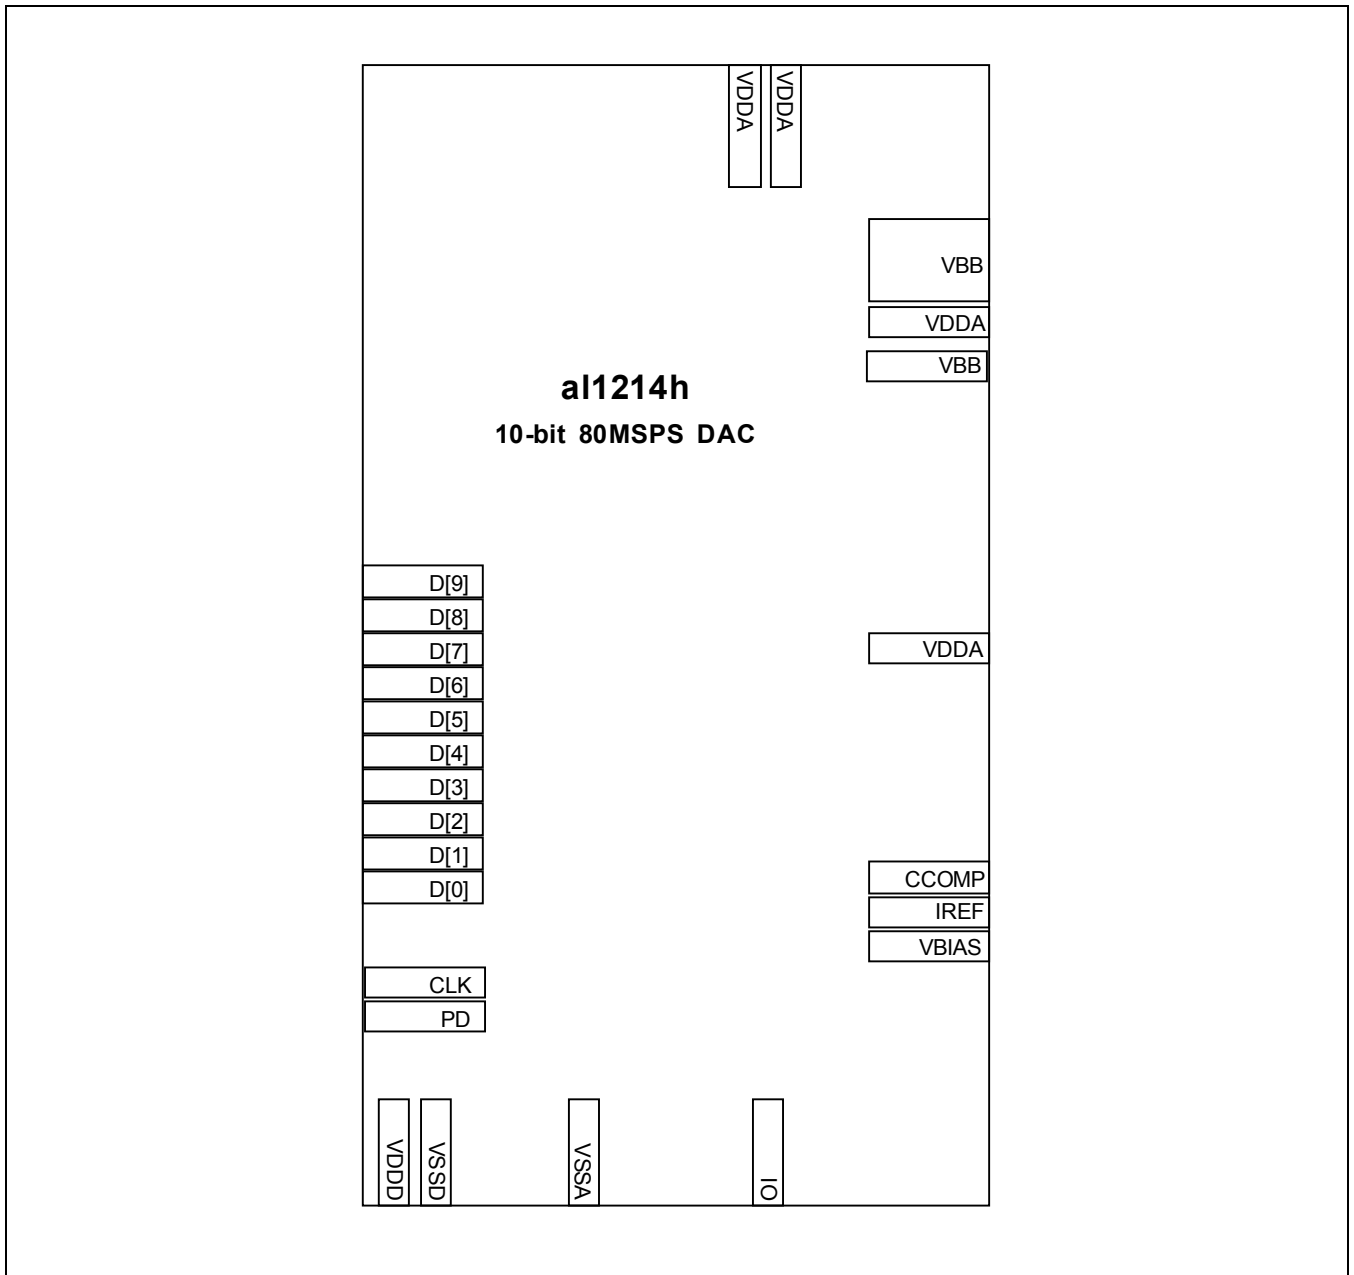 VDDA
VDDA
VBB
VDDA
VBB
al1214h
10-bit 80MSPS DAC
D[9]
D[8]
D[7]
VDDA
D[6]
D[5]
D[4]
D[3]
D[2]
D[1]
D[0]
CCOMP
IREF
VBIAS
CLK
PD
VDDD
VSSD
VSSA
IO